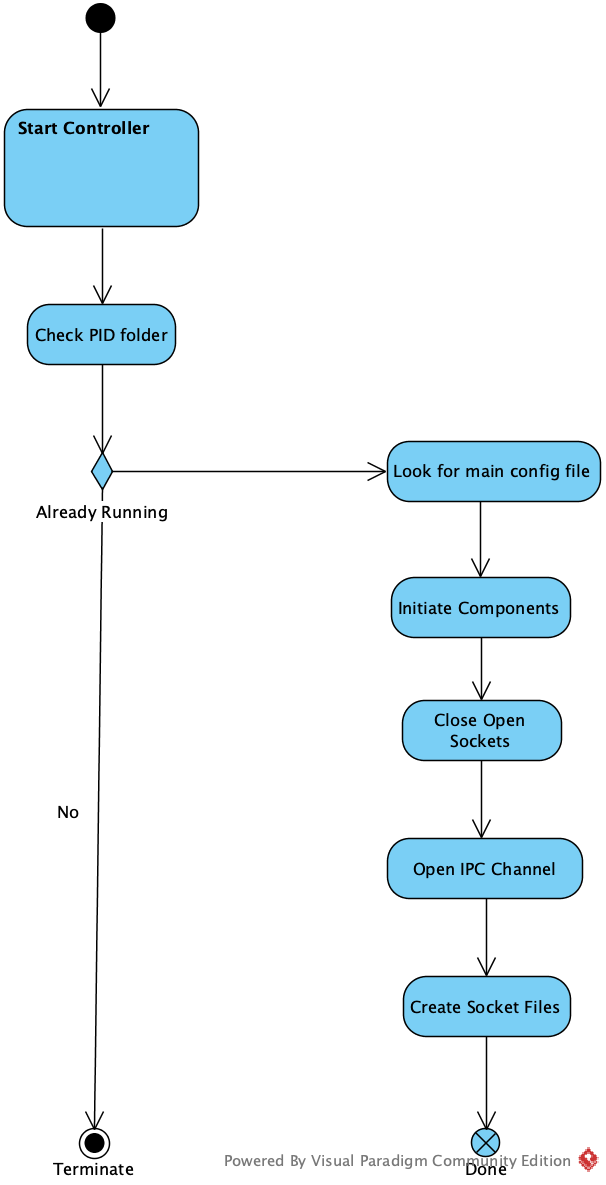 Start Controller
Check PID folder
Already Running
Look for main config file
Initiate Components
Close Open
Sockets
No
Open IPC Channel
Create Socket Files
Terminate
Done
Powered By Visual Paradigm Community Edition